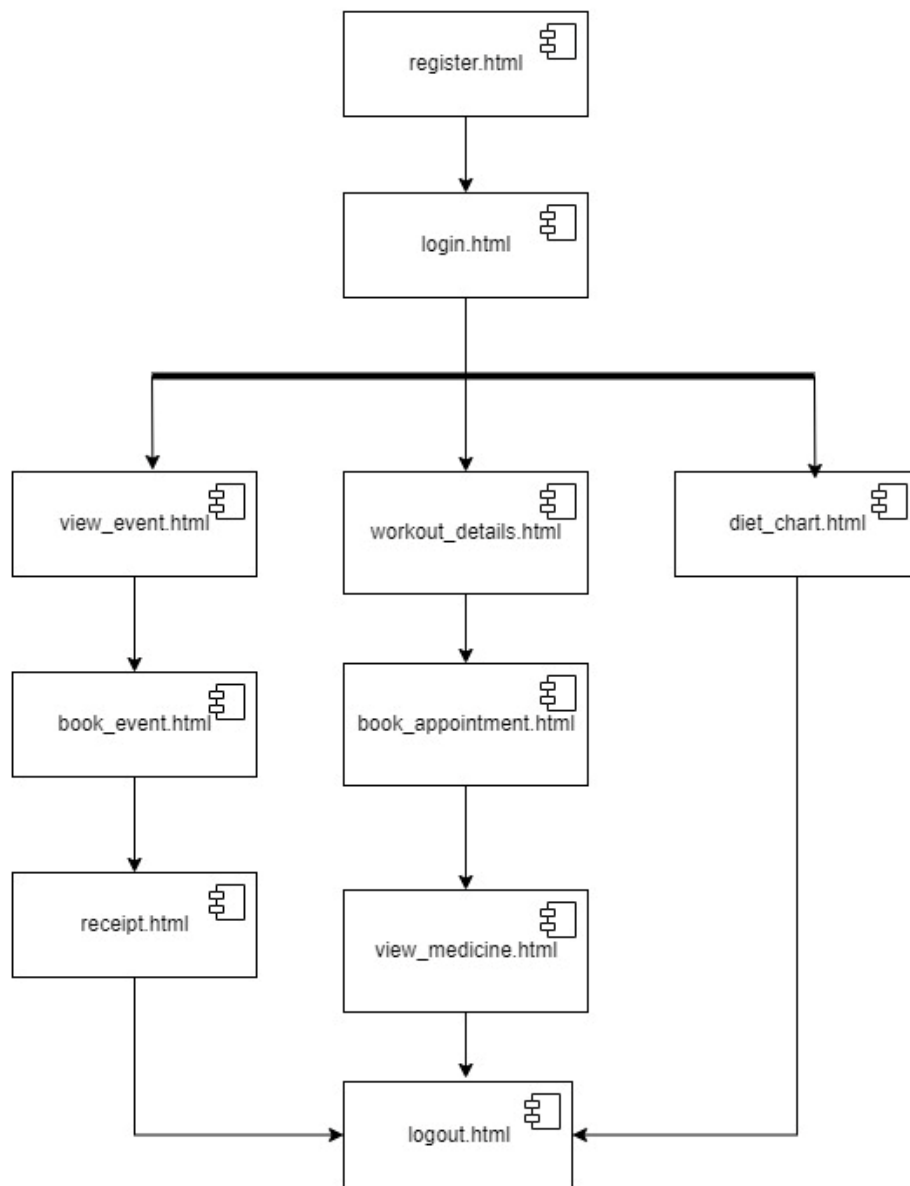 register.html
login.html
view_event.html
workout_details.html
diet_chart.html
book_event.html
book_appointment.html
receipt.html
view_medicine.html
logout.html